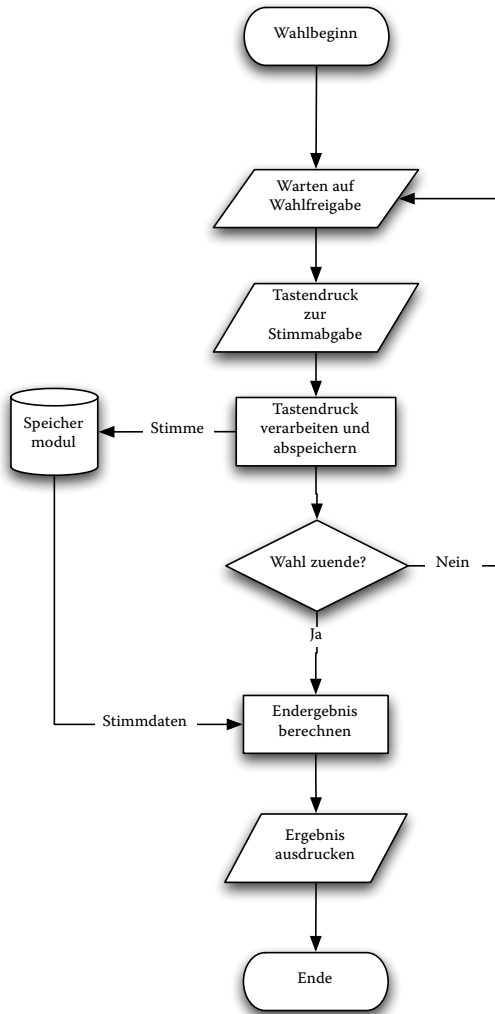 Wahlbeginn
Warten auf
Wahlfreigabe
Tastendruck
zur
Stimmabgabe
Speicher
modul
Stimme
Tastendruck
verarbeiten und
abspeichern
Wahl zuende?
Nein
Ja
Stimmdaten
Endergebnis
berechnen
Ergebnis
ausdrucken
Ende